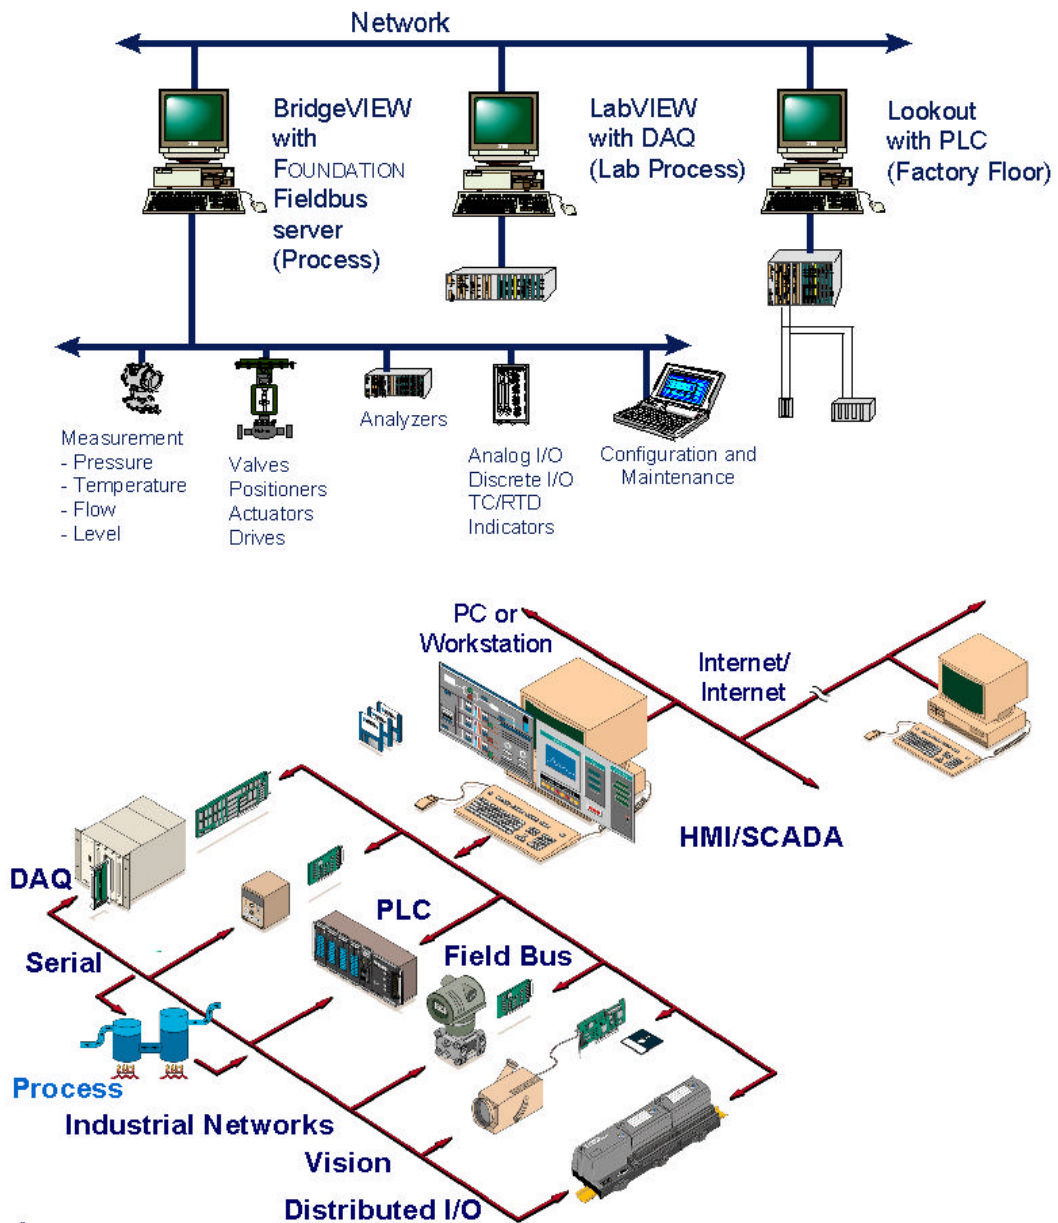 Network
BridgeVIEW
with
FOUNDATION
Fieldbus
server
(Process)
LabVIEW
with DAQ
(Lab Process)
Lookout
with PLC
(Factory Floor)
Measurement
- Pressure
- Temperature
- Flow
- Level
Valves
Positioners
Actuators
Drives
Analyzers
Analog I/O
Discrete I/O
TC/RTD
Indicators
Configuration and
Maintenance
PC or
Workstation
Internet/
Internet
HMI/SCADA
DAQ
PLC
Serial
Field Bus
Process
Industrial Networks
Vision
Distributed I/O